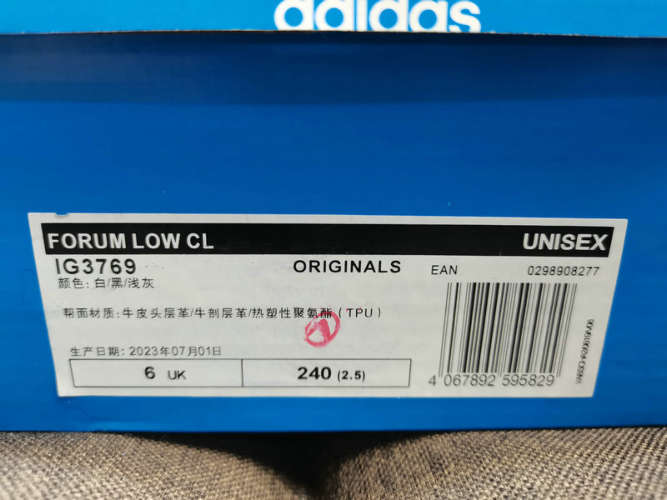 adidas
FORUM LOW CL UNISEX
IG3769 ORIGINALS EAN 0298908277
颜色: 白/黑/浅灰
帮面材质: 牛皮头层革/牛剖层革/热塑性聚氨酯 (TPU)
生产日期: 2023年07月01日
6 UK 240 (2.5)
4 067892 595829